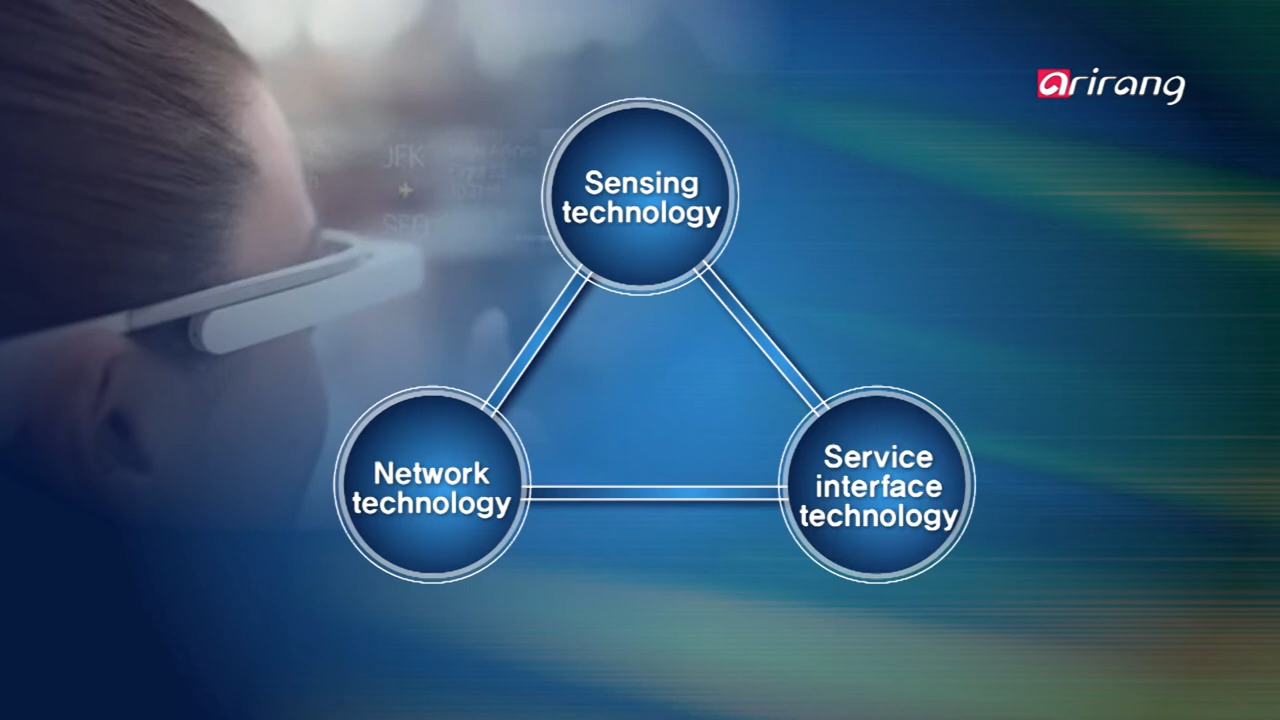 arirang
JFK
Sensing
technology
Network
technology
Service
interface
technology